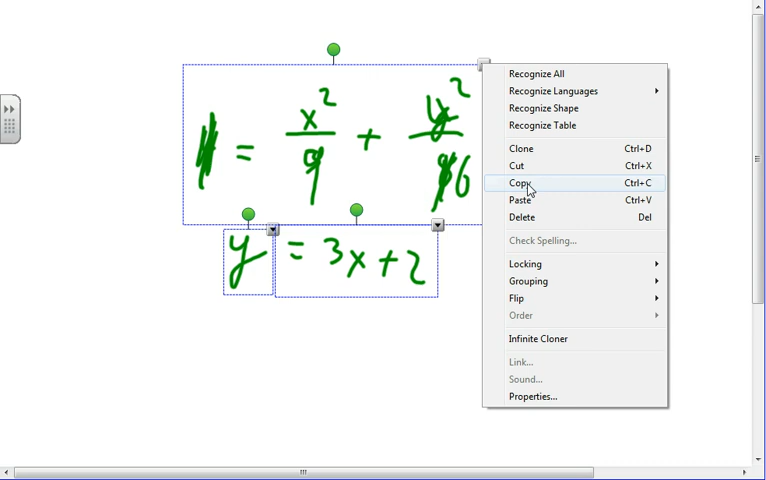 1 = x²/9 + y²/16
y = 3x+2
Recognize All
Recognize Languages
Recognize Shape
Recognize Table
Clone Ctrl+D
Cut Ctrl+X
Copy Ctrl+C
Paste Ctrl+V
Delete Del
Check Spelling...
Locking
Grouping
Flip
Order
Infinite Cloner
Link...
Sound...
Properties...